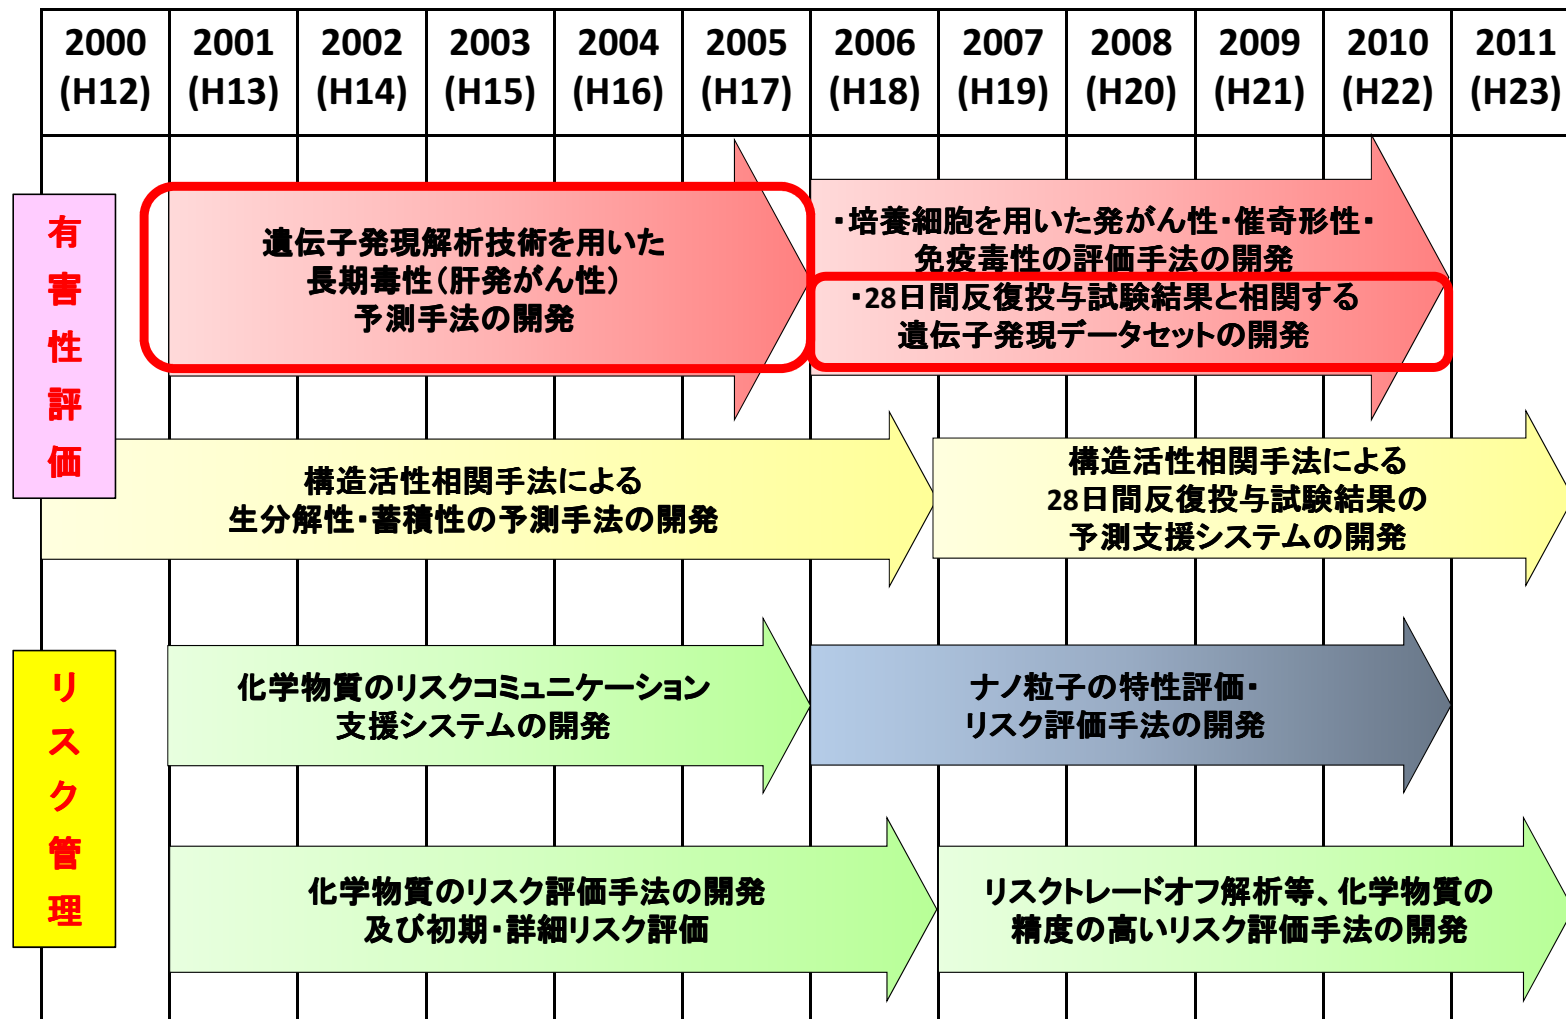 2000
(H12)
2001
(H13)
2002
(H14)
2003
(H15)
2004
(H16)
2005
(H17)
2006
(H18)
2007
(H19)
2008
(H20)
2009
(H21)
2010
(H22)
2011
(H23)
有害性評価
遺伝子発現解析技術を用いた
長期毒性(肝発がん性)
予測手法の開発
・培養細胞を用いた発がん性・催奇形性・
免疫毒性の評価手法の開発
・28日間反復投与試験結果と相関する
遺伝子発現データセットの開発
構造活性相関手法による
生分解性・蓄積性の予測手法の開発
構造活性相関手法による
28日間反復投与試験結果の
予測支援システムの開発
リスク管理
化学物質のリスクコミュニケーション
支援システムの開発
ナノ粒子の特性評価・
リスク評価手法の開発
化学物質のリスク評価手法の開発
及び初期・詳細リスク評価
リスクトレードオフ解析等、化学物質の
精度の高いリスク評価手法の開発